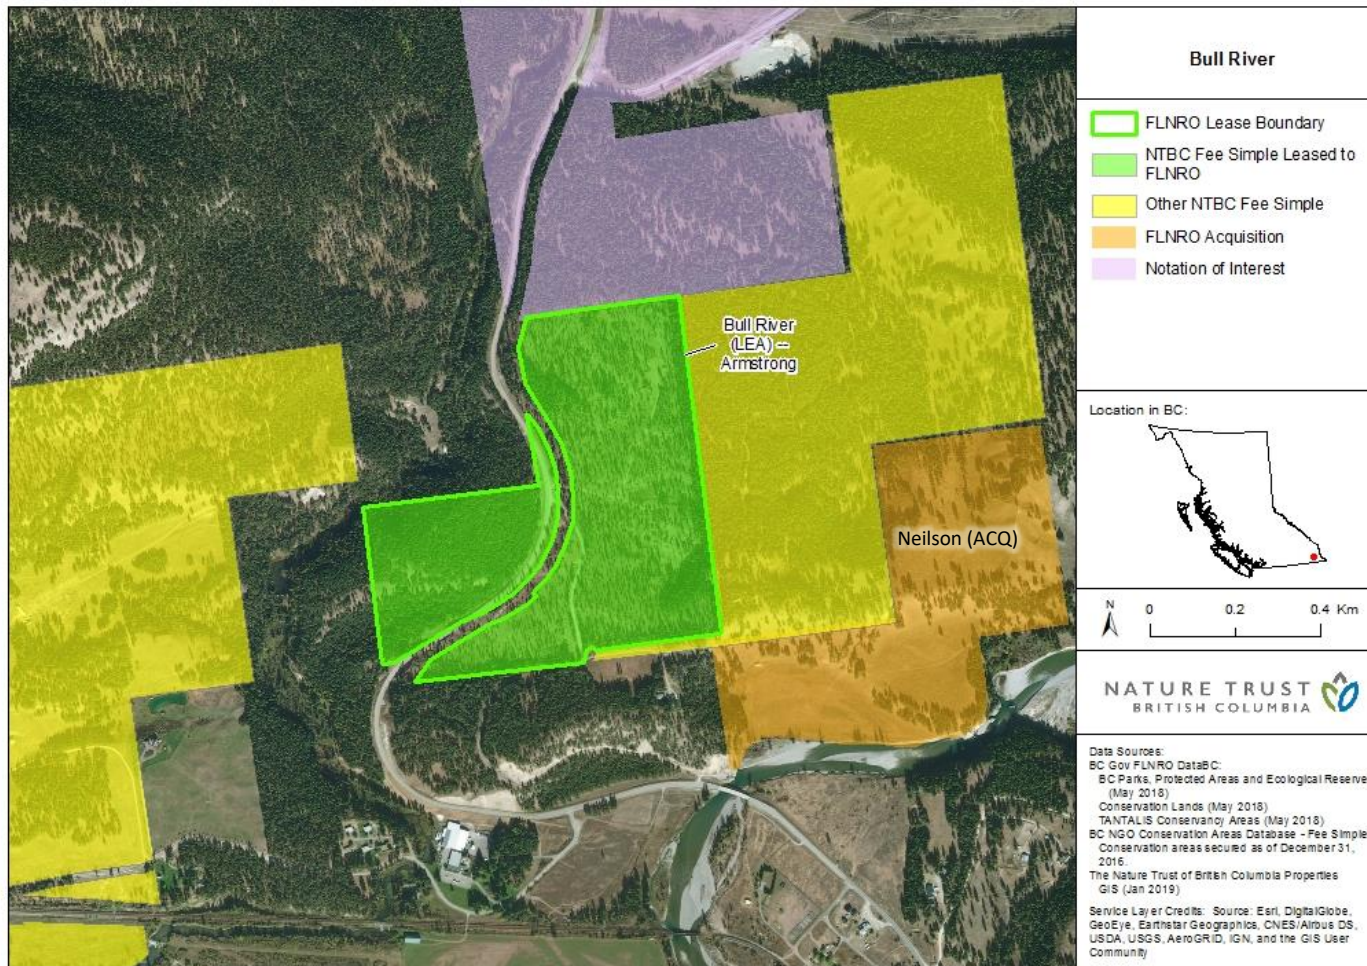 Bull River
FLNRO Lease Boundary
NTBC Fee Simple Leased to
FLNRO
Other NTBC Fee Simple
FLNRO Acquisition
Notation of Interest
Bull River
(LEA) --
Armstrong
Neilson (ACQ)
Location in BC:
N
0 0.2 0.4 Km
NATURE TRUST
BRITISH COLUMBIA
Data Sources:
BC Gov FLNRO DataBC:
BC Parks, Protected Areas and Ecological Reserve
(May 2018)
Conservation Lands (May 2018)
TANTALIS Conservancy Areas (May 2018)
BC NGO Conservation Areas Database - Fee Simple
Conservation areas secured as of December 31,
2016.
The Nature Trust of British Columbia Properties
GIS (Jan 2019)
Service Layer Credits: Source: Esri, DigitalGlobe,
GeoEye, Earthstar Geographics, CNES/Airbus DS,
USDA, USGS, AeroGRID, IGN, and the GIS User
Community